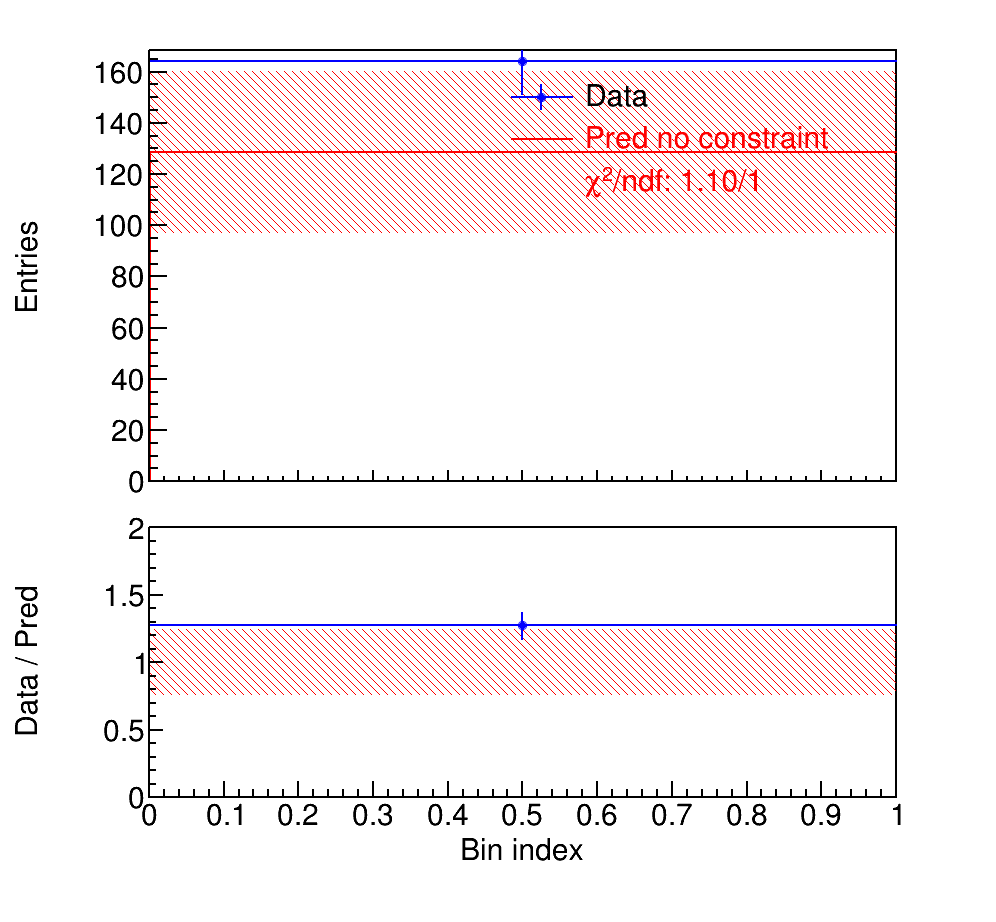 Entries
160
140
120
100
80
60
40
20
0
Data
Pred no constraint
χ²/ndf: 1.10/1
Data / Pred
2
1.5
1
0.5
0
0 0.1 0.2 0.3 0.4 0.5 0.6 0.7 0.8 0.9 1
Bin index